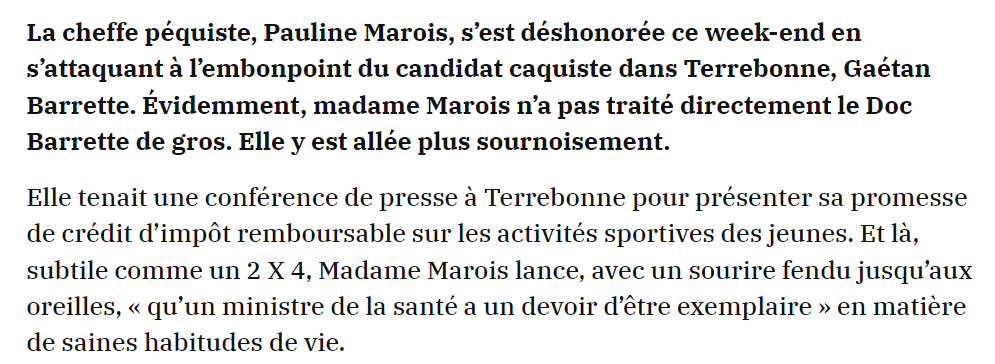 La cheffe péquiste, Pauline Marois, s’est déshonorée ce week-end en
s’attaquant à l’embonpoint du candidat caquiste dans Terrebonne, Gaétan
Barrette. Évidemment, madame Marois n’a pas traité directement le Doc
Barrette de gros. Elle y est allée plus sournoisement.
Elle tenait une conférence de presse à Terrebonne pour présenter sa promesse
de crédit d’impôt remboursable sur les activités sportives des jeunes. Et là,
subtile comme un 2 X 4, Madame Marois lance, avec un sourire fendu jusqu’aux
oreilles, « qu’un ministre de la santé a un devoir d’être exemplaire » en matière
de saines habitudes de vie.